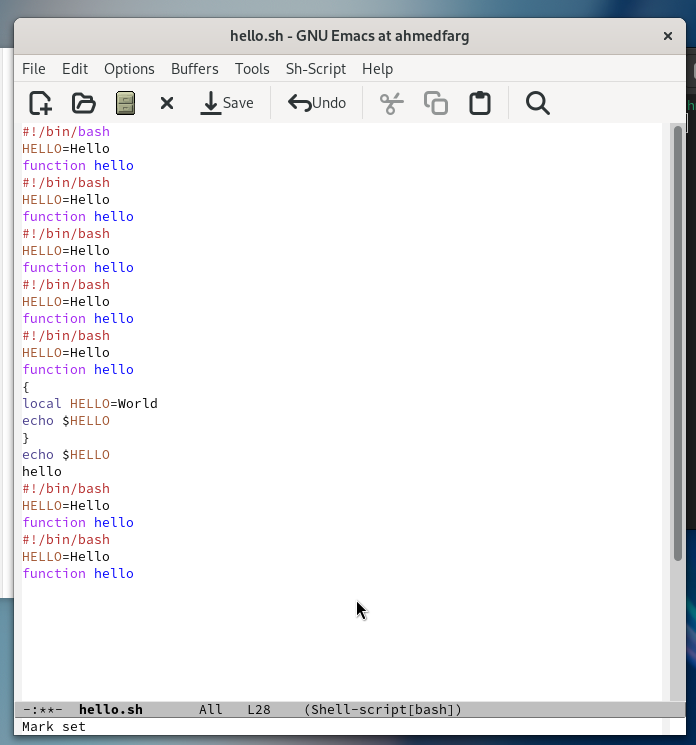 hello.sh - GNU Emacs at ahmedfarg
File Edit Options Buffers Tools Sh-Script Help
Save Undo
#!/bin/bash
HELLO=Hello
function hello
#!/bin/bash
HELLO=Hello
function hello
#!/bin/bash
HELLO=Hello
function hello
#!/bin/bash
HELLO=Hello
function hello
#!/bin/bash
HELLO=Hello
function hello
{
local HELLO=World
echo $HELLO
}
echo $HELLO
hello
#!/bin/bash
HELLO=Hello
function hello
#!/bin/bash
HELLO=Hello
function hello
-:**- hello.sh All L28 (Shell-script[bash])
Mark set